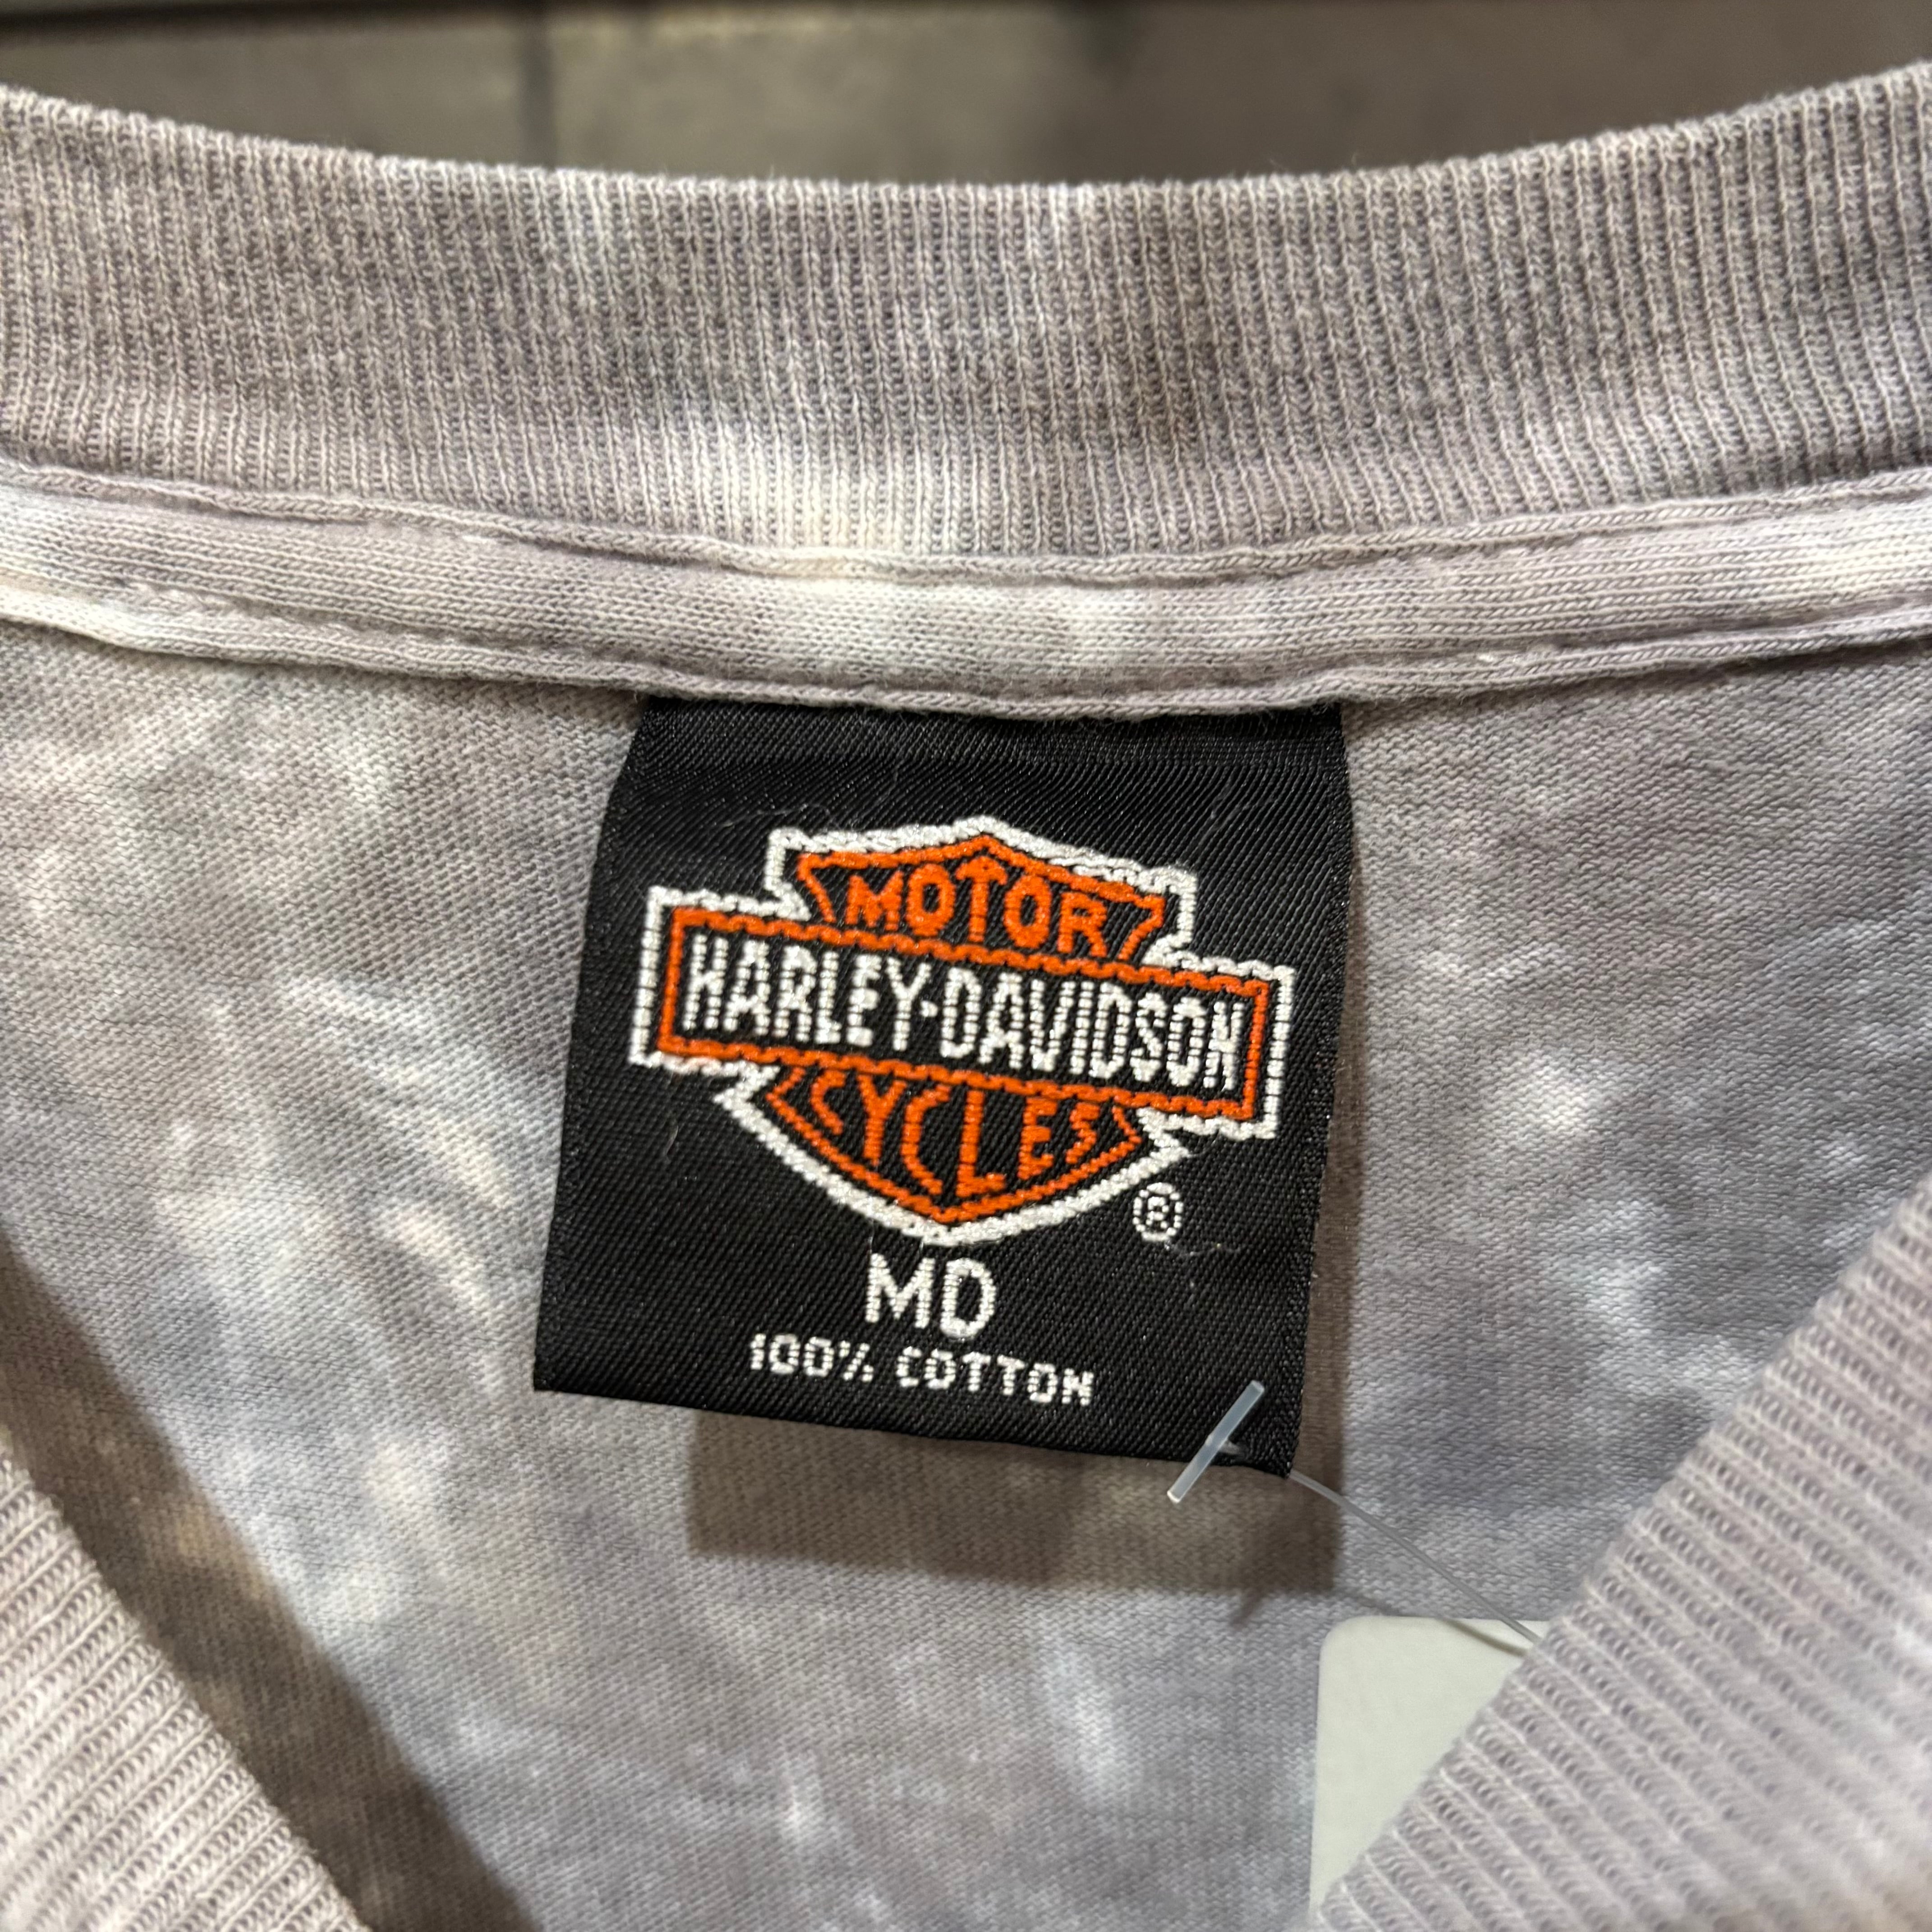 MOTOR
HARLEY-DAVIDSON
CYCLES
®
MD
100% COTTON